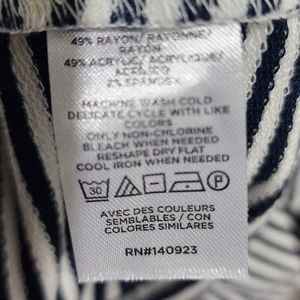 49% RAYON/ RAYONNE/
RAYÓN
49% ACRYLIC/ ACRYLIQUE/
ACRÍLICO
2% SPANDEX
MACHINE WASH COLD
DELICATE CYCLE WITH LIKE
COLORS
ONLY NON-CHLORINE
BLEACH WHEN NEEDED
RESHAPE DRY FLAT
COOL IRON WHEN NEEDED
30 P
AVEC DES COULEURS
SEMBLABLES / CON
COLORES SIMILARES
RN#140923